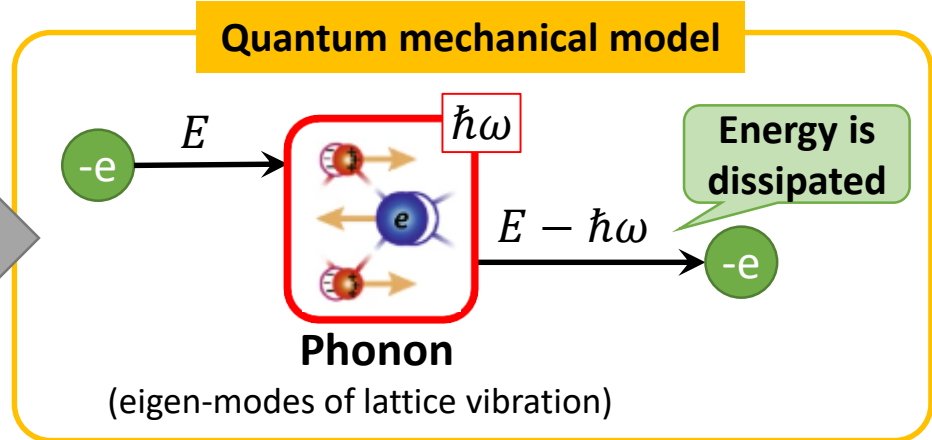 Quantum mechanical model
E
ħω
-e
Energy is
dissipated
e
E − ħω
-e
Phonon
(eigen-modes of lattice vibration)